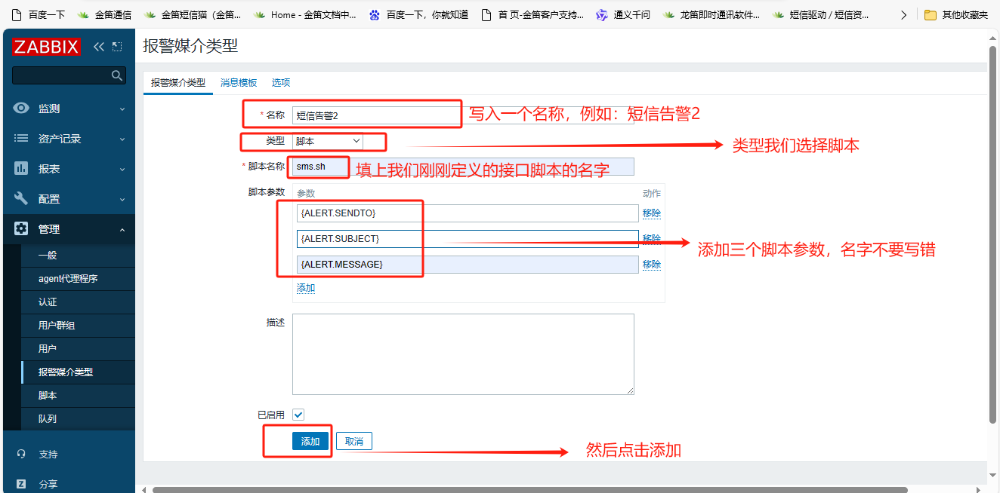 百度一下 金笛通信 金笛短信猫（金笛... Home - 金笛文档中... 百度一下，你就知道 首 页-金笛客户支持... 通义千问 龙笛即时通讯软件... 短信驱动 / 短信资... 其他收藏夹
ZABBIX
报警媒介类型
报警媒介类型 消息模板 选项
监测
资产记录
报表
配置
管理
一般
agent代理程序
认证
用户群组
用户
报警媒介类型
脚本
队列
支持
Z 分享
* 名称 短信告警2 写入一个名称，例如：短信告警2
类型 脚本 类型我们选择脚本
* 脚本名称 sms.sh 填上我们刚刚定义的接口脚本的名字
脚本参数 参数 动作
{ALERT.SENDTO} 移除
{ALERT.SUBJECT} 移除
添加三个脚本参数，名字不要写错
{ALERT.MESSAGE} 移除
添加
描述
已启用
添加 取消 然后点击添加